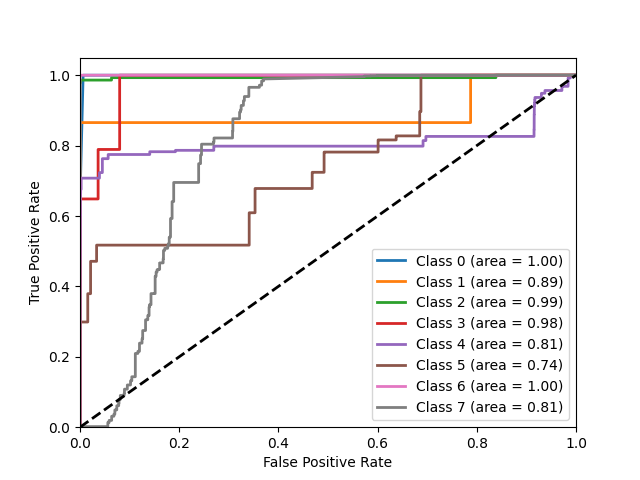 1.0
0.8
0.6
0.4
0.2
0.0
True Positive Rate
0.0 0.2 0.4 0.6 0.8 1.0
False Positive Rate
Class 0 (area = 1.00)
Class 1 (area = 0.89)
Class 2 (area = 0.99)
Class 3 (area = 0.98)
Class 4 (area = 0.81)
Class 5 (area = 0.74)
Class 6 (area = 1.00)
Class 7 (area = 0.81)